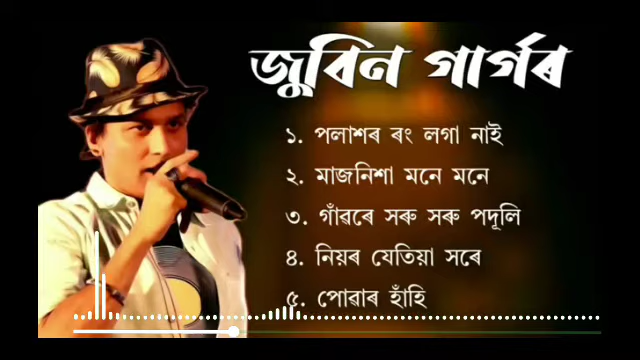 জুবিন গাৰ্গৰ
১. পলাশৰ ৰং লগা নাই
২. মাজনিশা মনে মনে
৩. গাঁৱৰে সৰু সৰু পদূলি
৪. নিয়ৰ যেতিয়া সৰে
৫. পোৱাৰ হাঁহি